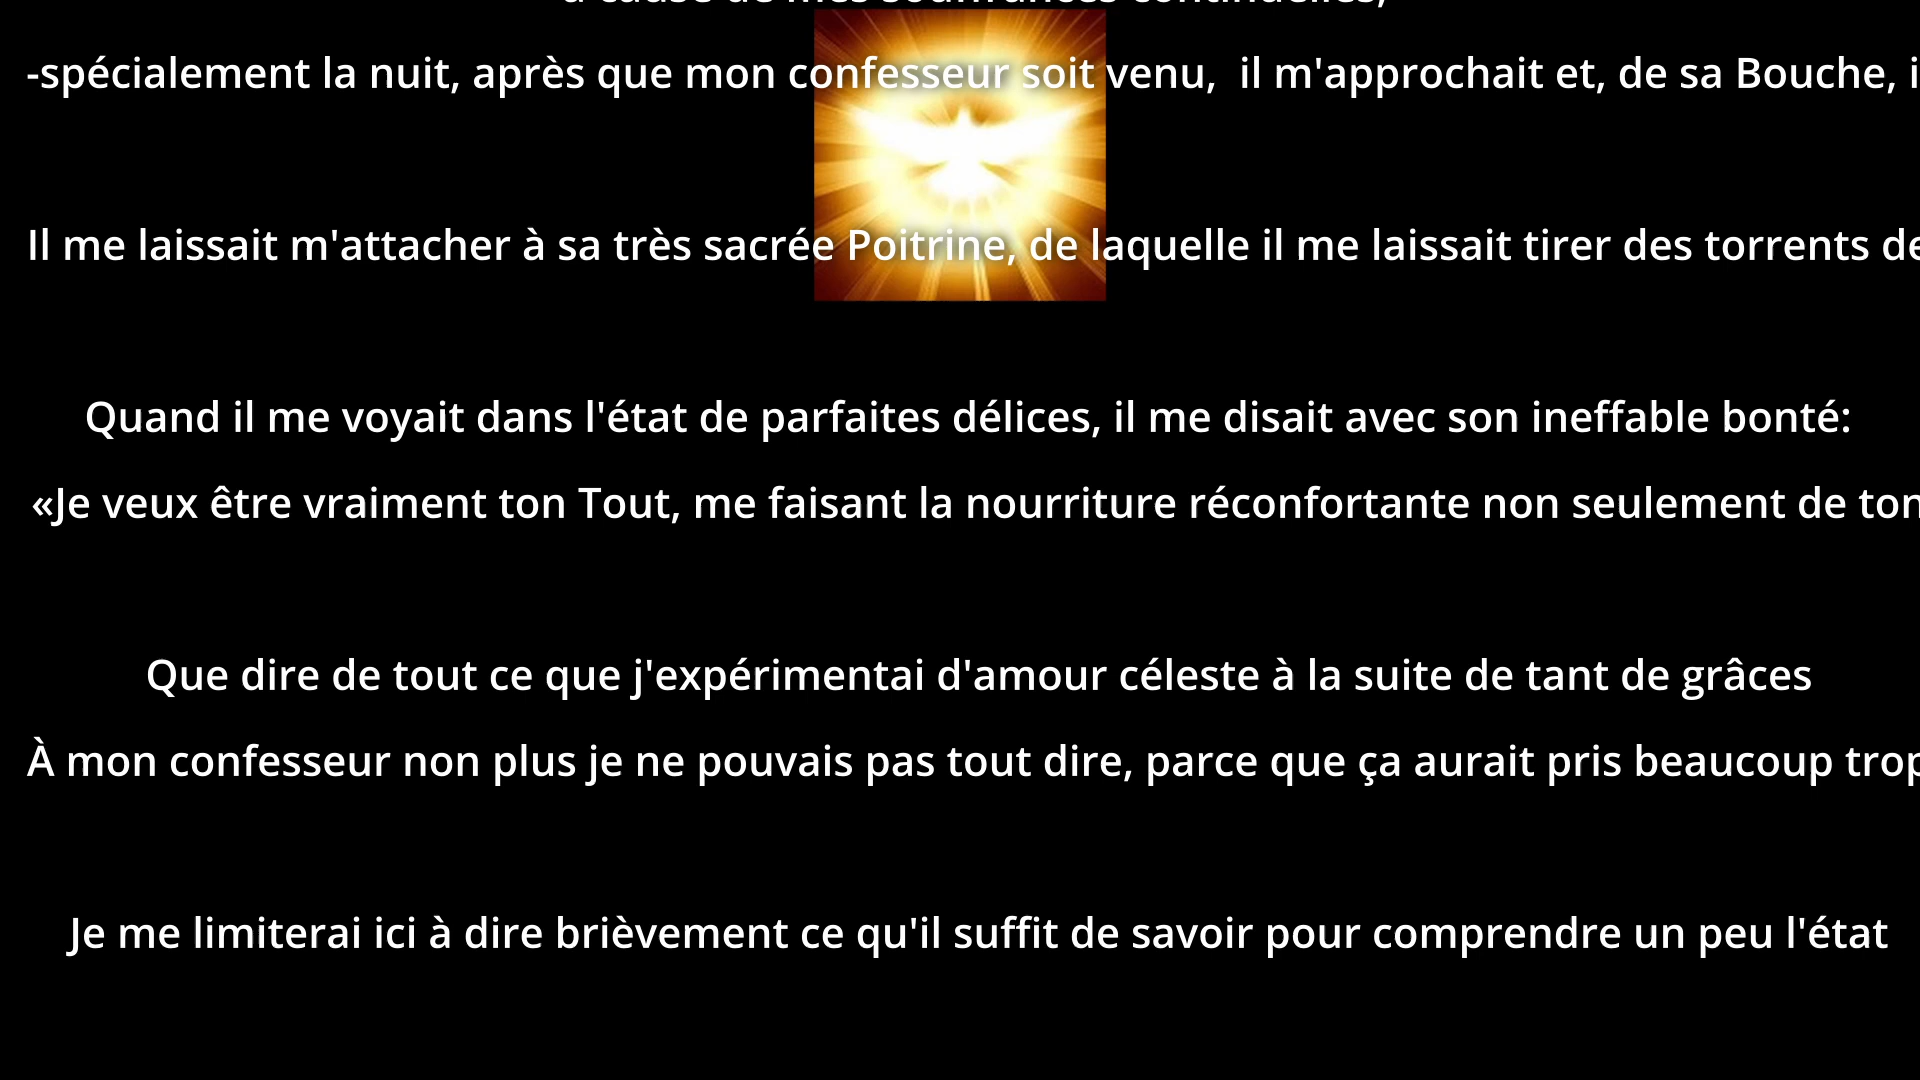 à cause de mes souffrances continuelles,
-spécialement la nuit, après que mon confesseur soit venu, il m'approchait et, de sa Bouche, i
Il me laissait m'attacher à sa très sacrée Poitrine, de laquelle il me laissait tirer des torrents de
Quand il me voyait dans l'état de parfaites délices, il me disait avec son ineffable bonté:
«Je veux être vraiment ton Tout, me faisant la nourriture réconfortante non seulement de ton
Que dire de tout ce que j'expérimentai d'amour céleste à la suite de tant de grâces
À mon confesseur non plus je ne pouvais pas tout dire, parce que ça aurait pris beaucoup trop
Je me limiterai ici à dire brièvement ce qu'il suffit de savoir pour comprendre un peu l'état